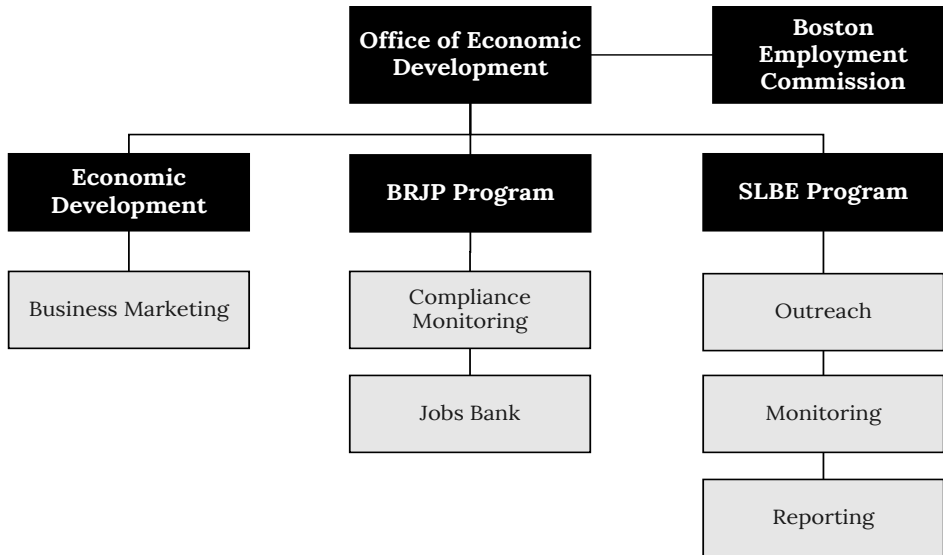 Office of Economic
Development
Boston
Employment
Commission
Economic
Development
BRJP Program
SLBE Program
Business Marketing
Compliance
Monitoring
Outreach
Jobs Bank
Monitoring
Reporting